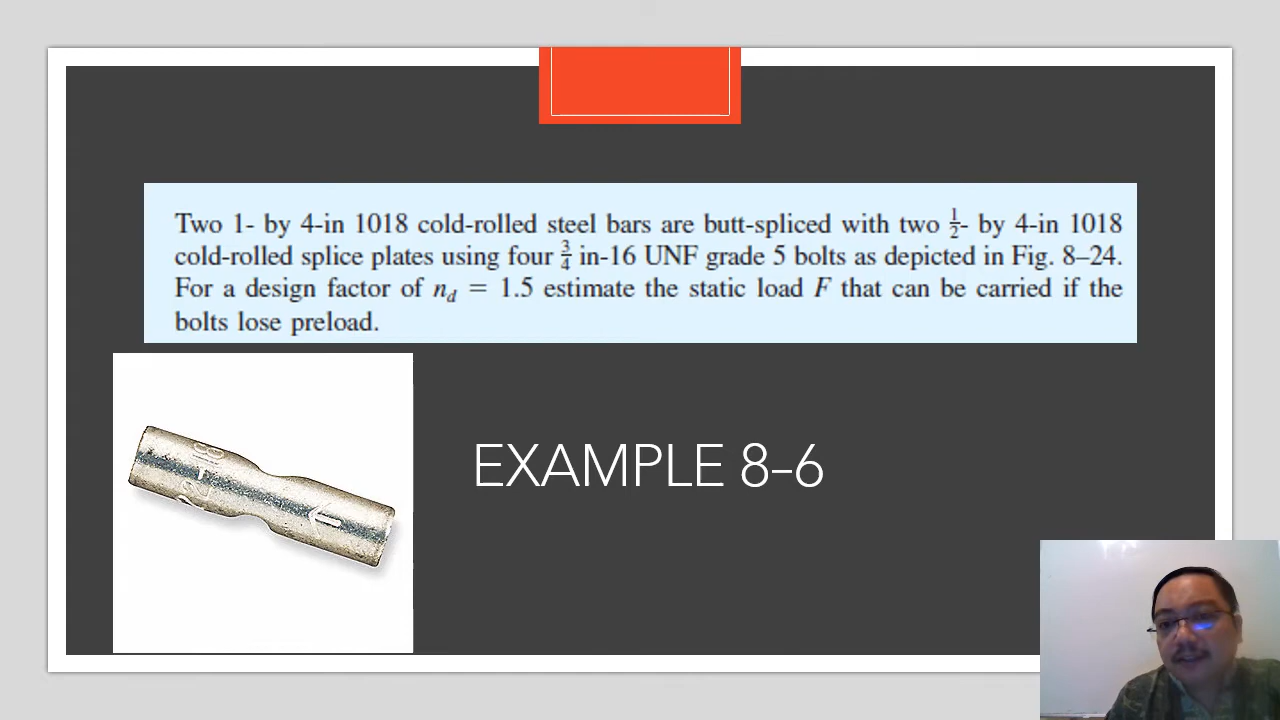 Two 1- by 4-in 1018 cold-rolled steel bars are butt-spliced with two ½- by 4-in 1018
cold-rolled splice plates using four ¾ in-16 UNF grade 5 bolts as depicted in Fig. 8–24.
For a design factor of n_d = 1.5 estimate the static load F that can be carried if the
bolts lose preload.
EXAMPLE 8–6